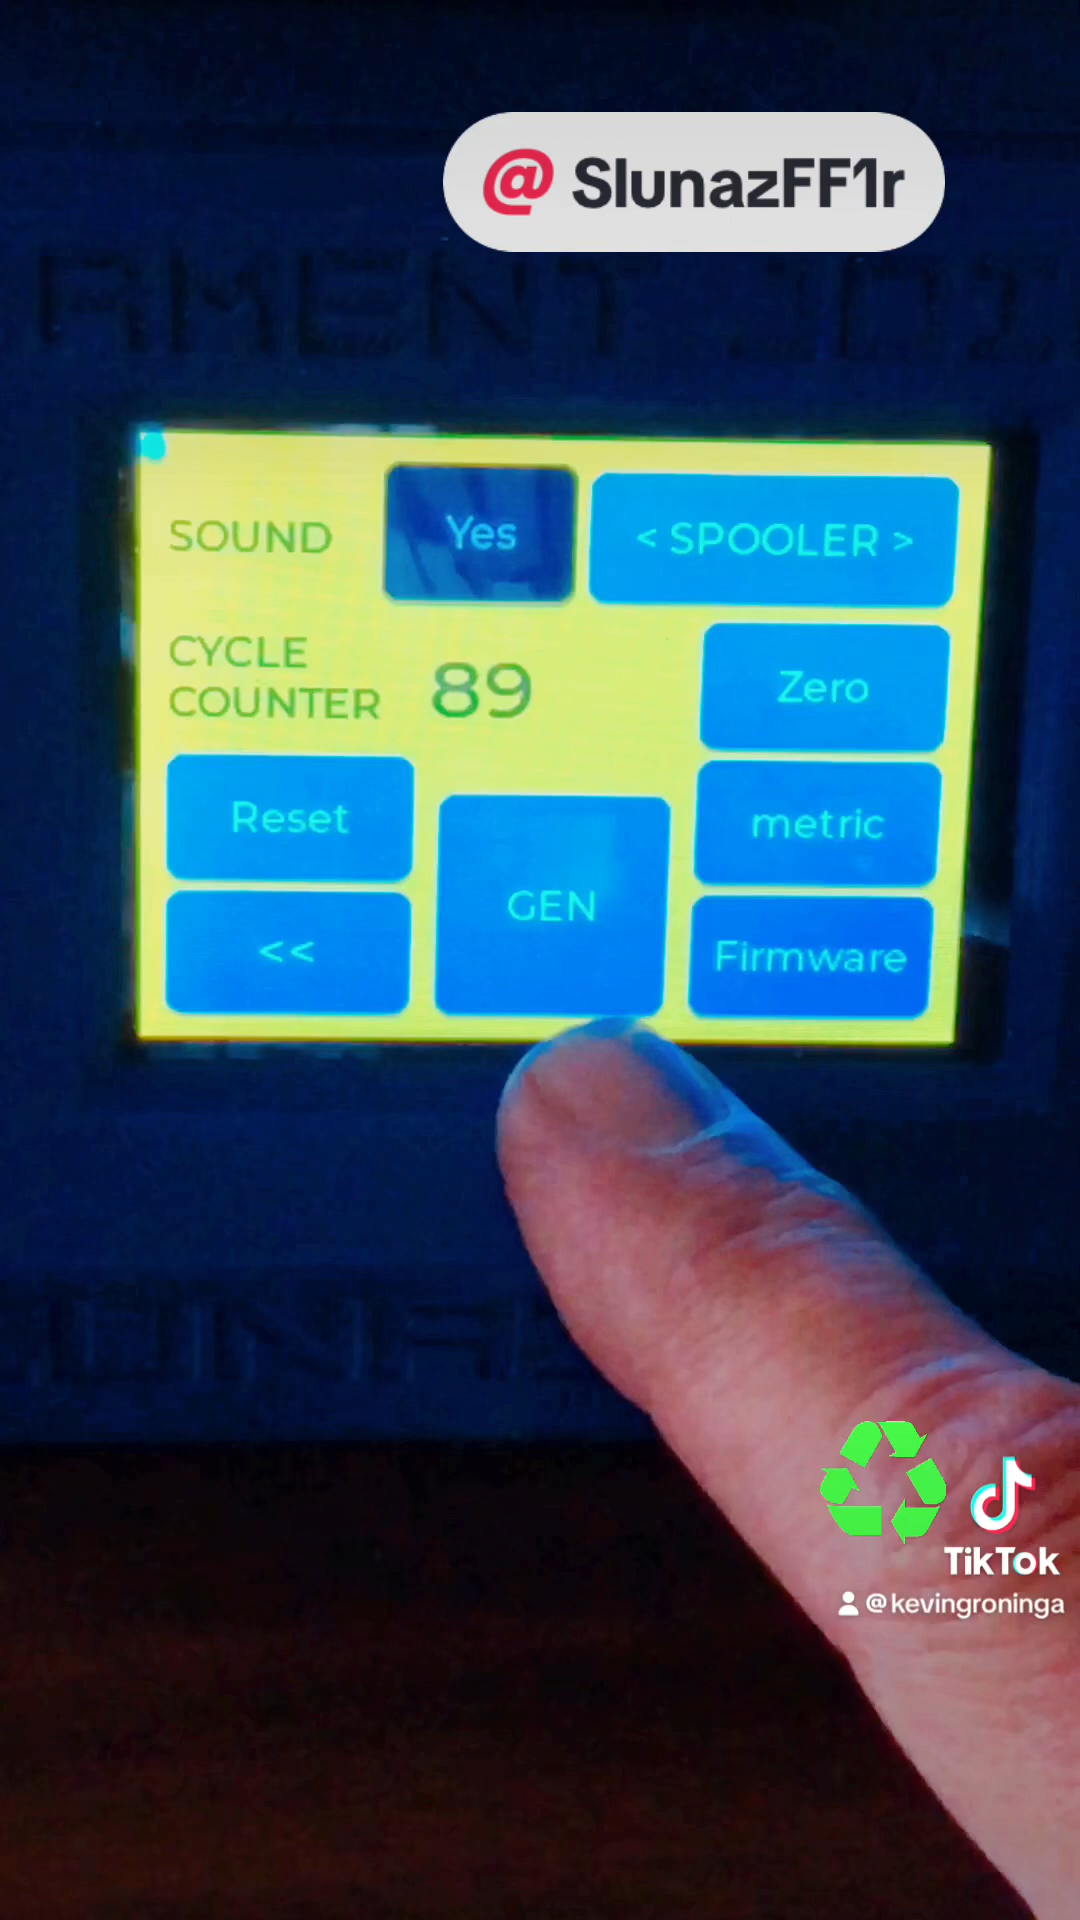 @ SlunazFF1r
SOUND
Yes
< SPOOLER >
CYCLE
COUNTER
89
Zero
Reset
metric
GEN
<<
Firmware
TikTok
@kevingroninga